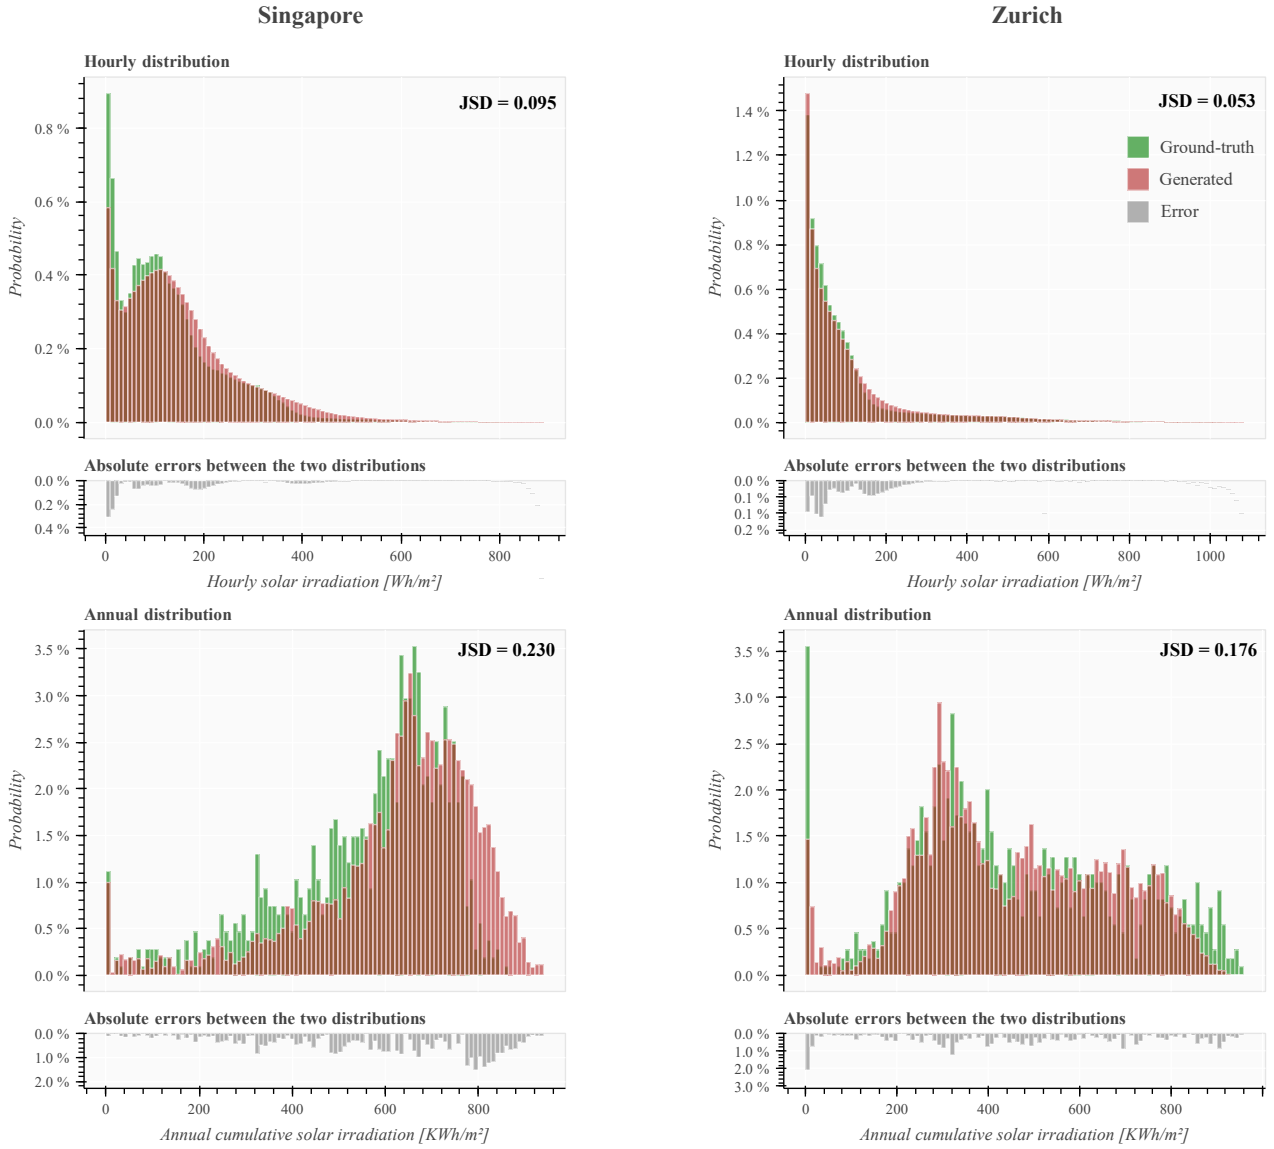 Singapore
Zurich
Hourly distribution
JSD = 0.095
0.8 %
0.6 %
0.4 %
0.2 %
0.0 %
Probability
Absolute errors between the two distributions
0.0 %
0.2 %
0.4 %
0 200 400 600 800
Hourly solar irradiation [Wh/m²]
Hourly distribution
JSD = 0.053
Ground-truth
Generated
Error
1.4 %
1.2 %
1.0 %
0.8 %
0.6 %
0.4 %
0.2 %
0.0 %
Probability
Absolute errors between the two distributions
0.0 %
0.1 %
0.1 %
0.2 %
0 200 400 600 800 1000
Hourly solar irradiation [Wh/m²]
Annual distribution
JSD = 0.230
3.5 %
3.0 %
2.5 %
2.0 %
1.5 %
1.0 %
0.5 %
0.0 %
Probability
Absolute errors between the two distributions
0.0 %
1.0 %
2.0 %
0 200 400 600 800
Annual cumulative solar irradiation [KWh/m²]
Annual distribution
JSD = 0.176
3.5 %
3.0 %
2.5 %
2.0 %
1.5 %
1.0 %
0.5 %
0.0 %
Probability
Absolute errors between the two distributions
0.0 %
1.0 %
2.0 %
3.0 %
0 200 400 600 800
Annual cumulative solar irradiation [KWh/m²]